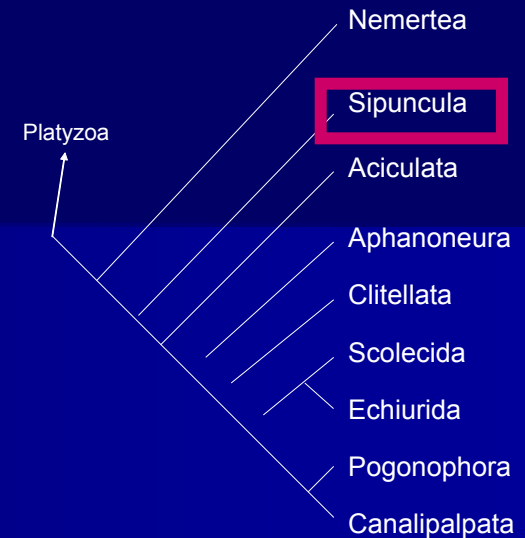 Nemertea
Sipuncula
Platyzoa
Aciculata
Aphanoneura
Clitellata
Scolecida
Echiurida
Pogonophora
Canalipalpata